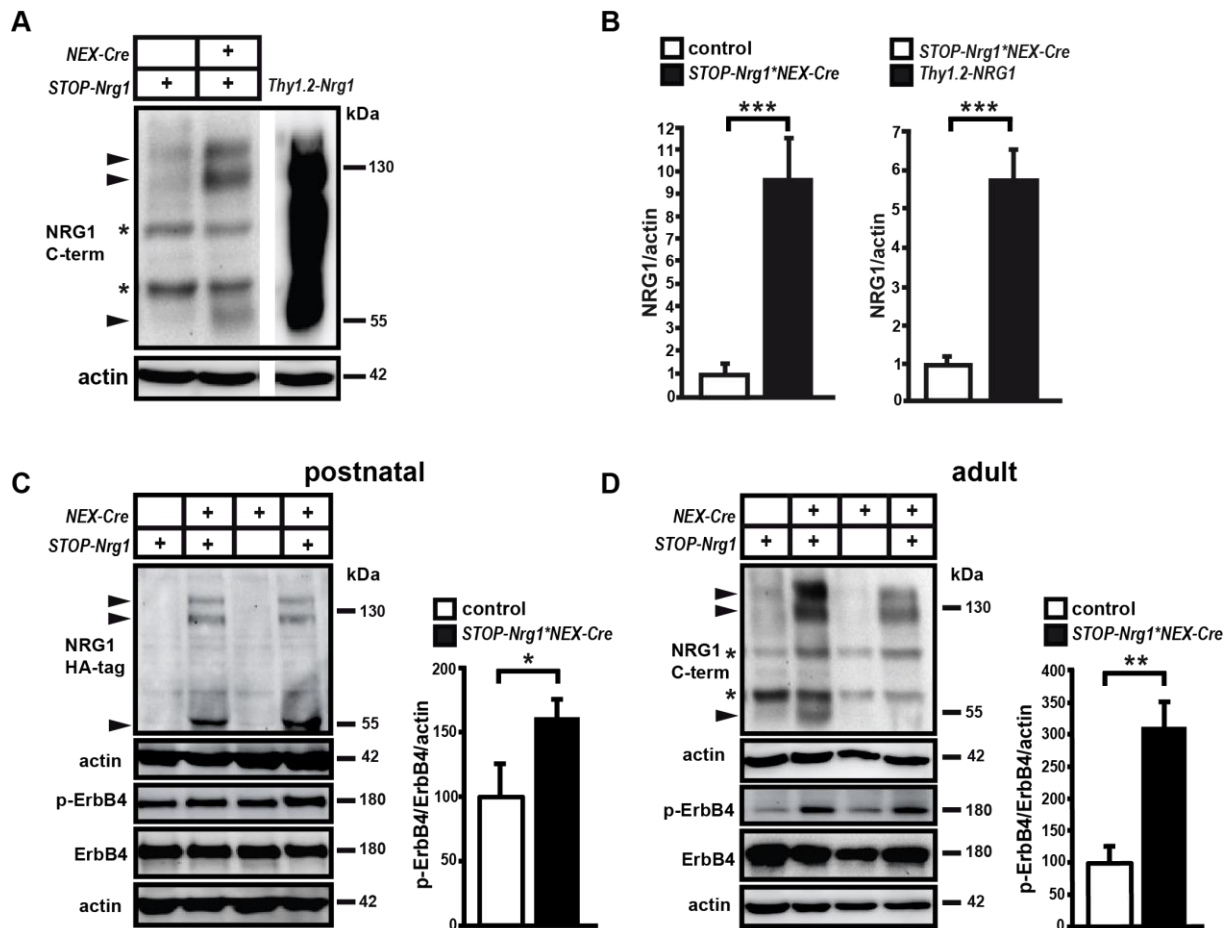 A
NEX-Cre +
STOP-Nrg1 + + Thy1.2-Nrg1
kDa
130
*
NRG1
C-term
*
55
actin 42
B
control
STOP-Nrg1*NEX-Cre
***
12
11
10
9
8
7
6
5
4
3
2
1
0
NRG1/actin
STOP-Nrg1*NEX-Cre
Thy1.2-NRG1
***
7
6
5
4
3
2
1
0
NRG1/actin
postnatal
C
NEX-Cre + + +
STOP-Nrg1 + + +
kDa
130
NRG1
HA-tag
55
actin 42
p-ErbB4 180
ErbB4 180
actin 42
control
STOP-Nrg1*NEX-Cre
*
200
150
100
50
0
p-ErbB4/ErbB4/actin
adult
D
NEX-Cre + + +
STOP-Nrg1 + + +
kDa
130
NRG1 *
C-term
*
55
actin 42
p-ErbB4 180
ErbB4 180
actin 42
control
STOP-Nrg1*NEX-Cre
**
400
350
300
250
200
150
100
50
0
p-ErbB4/ErbB4/actin